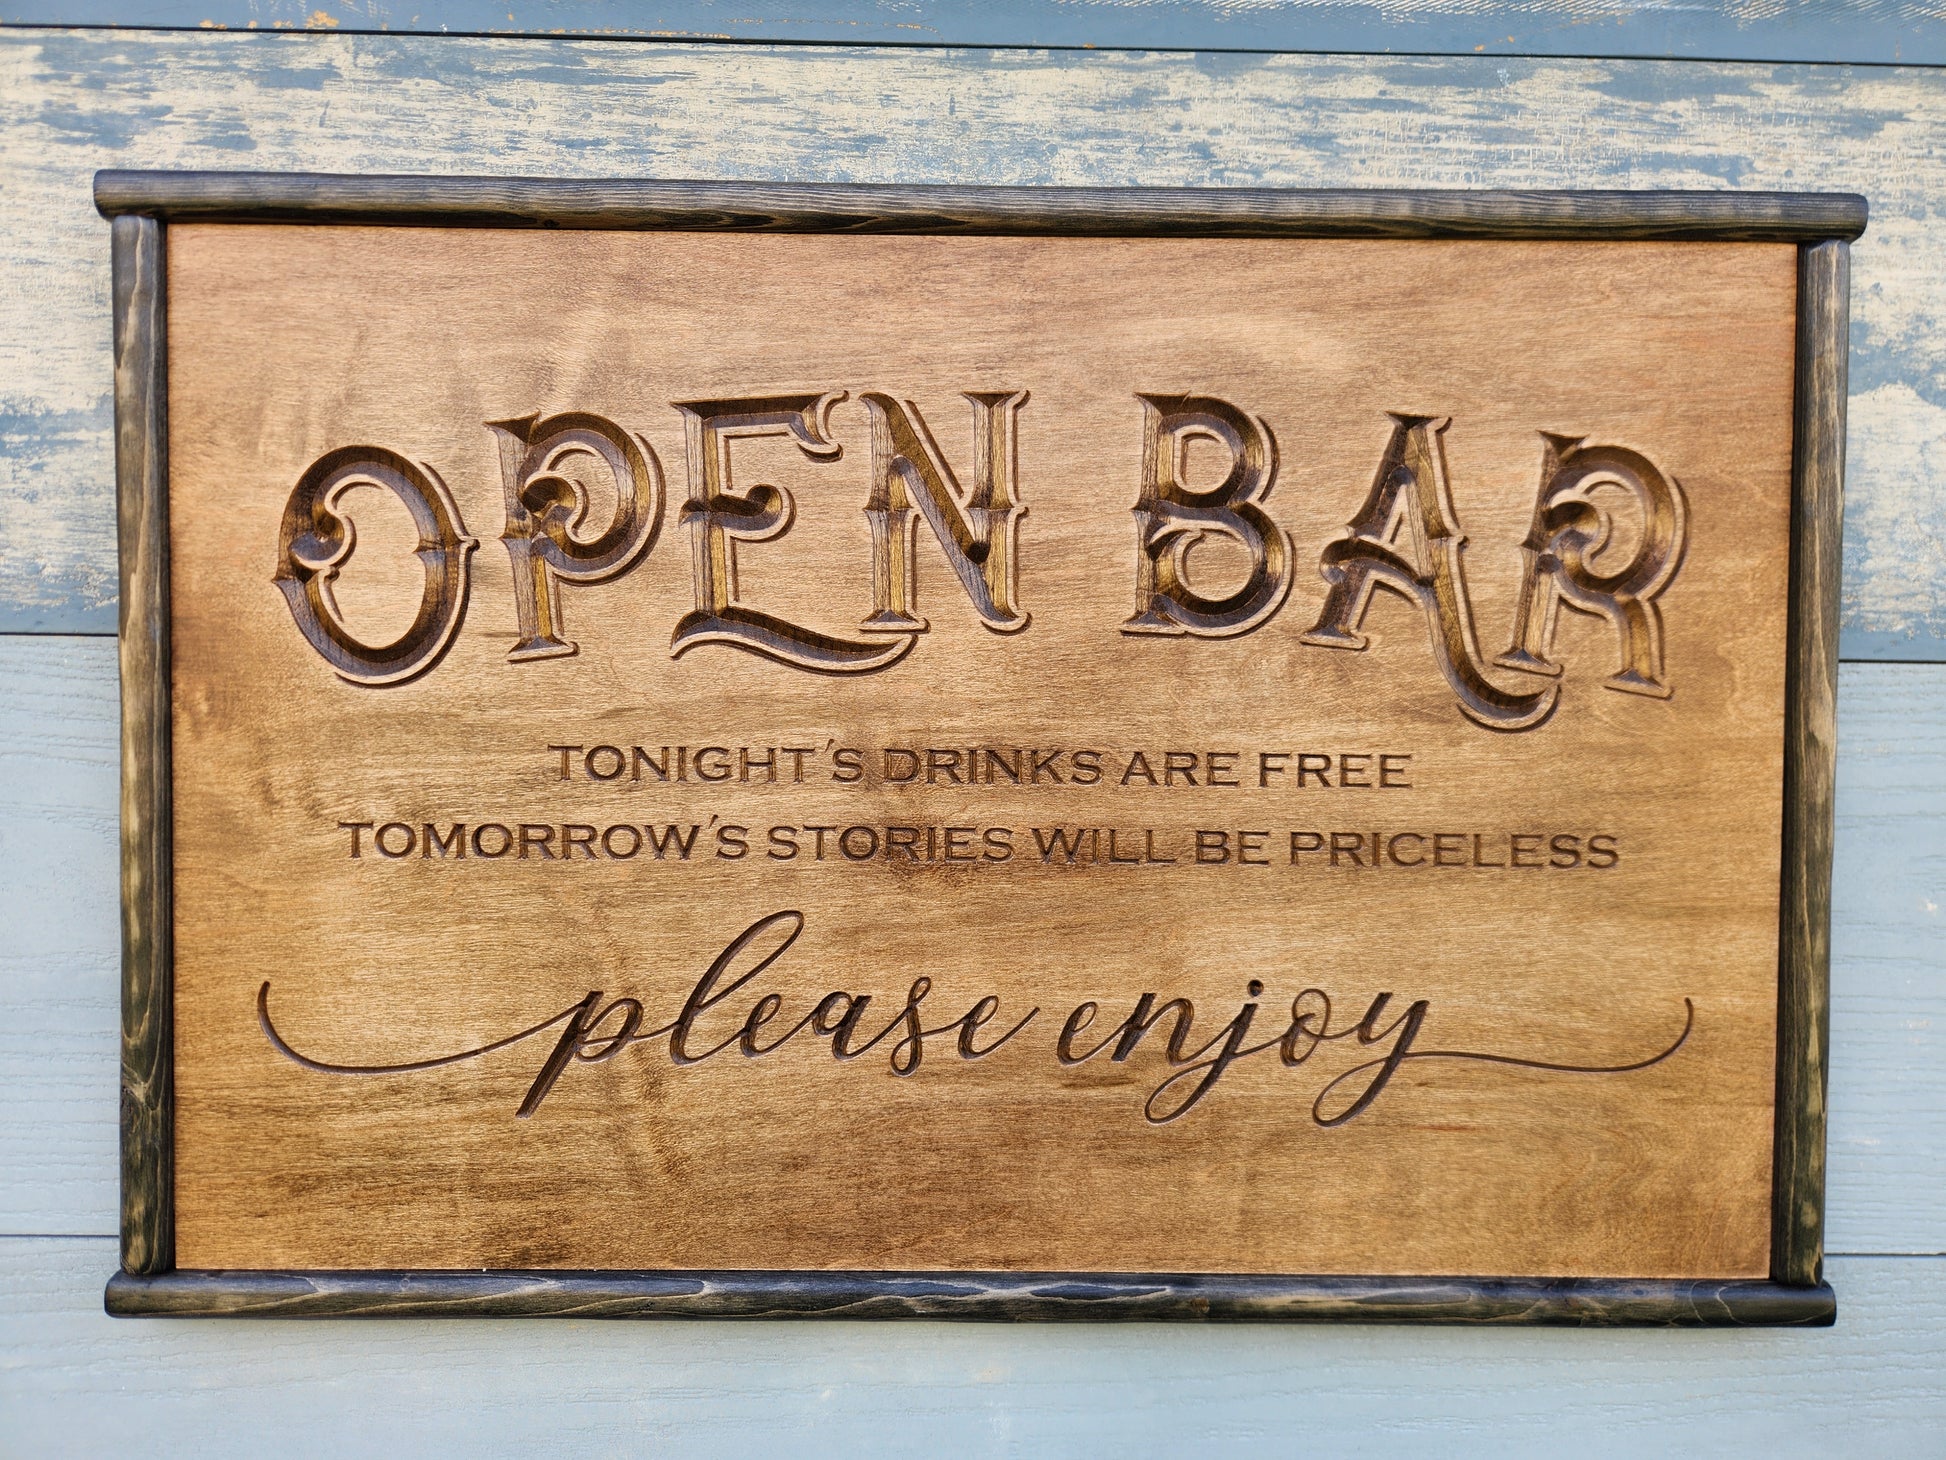 OPEN BAR
TONIGHT'S DRINKS ARE FREE
TOMORROW'S STORIES WILL BE PRICELESS
please enjoy